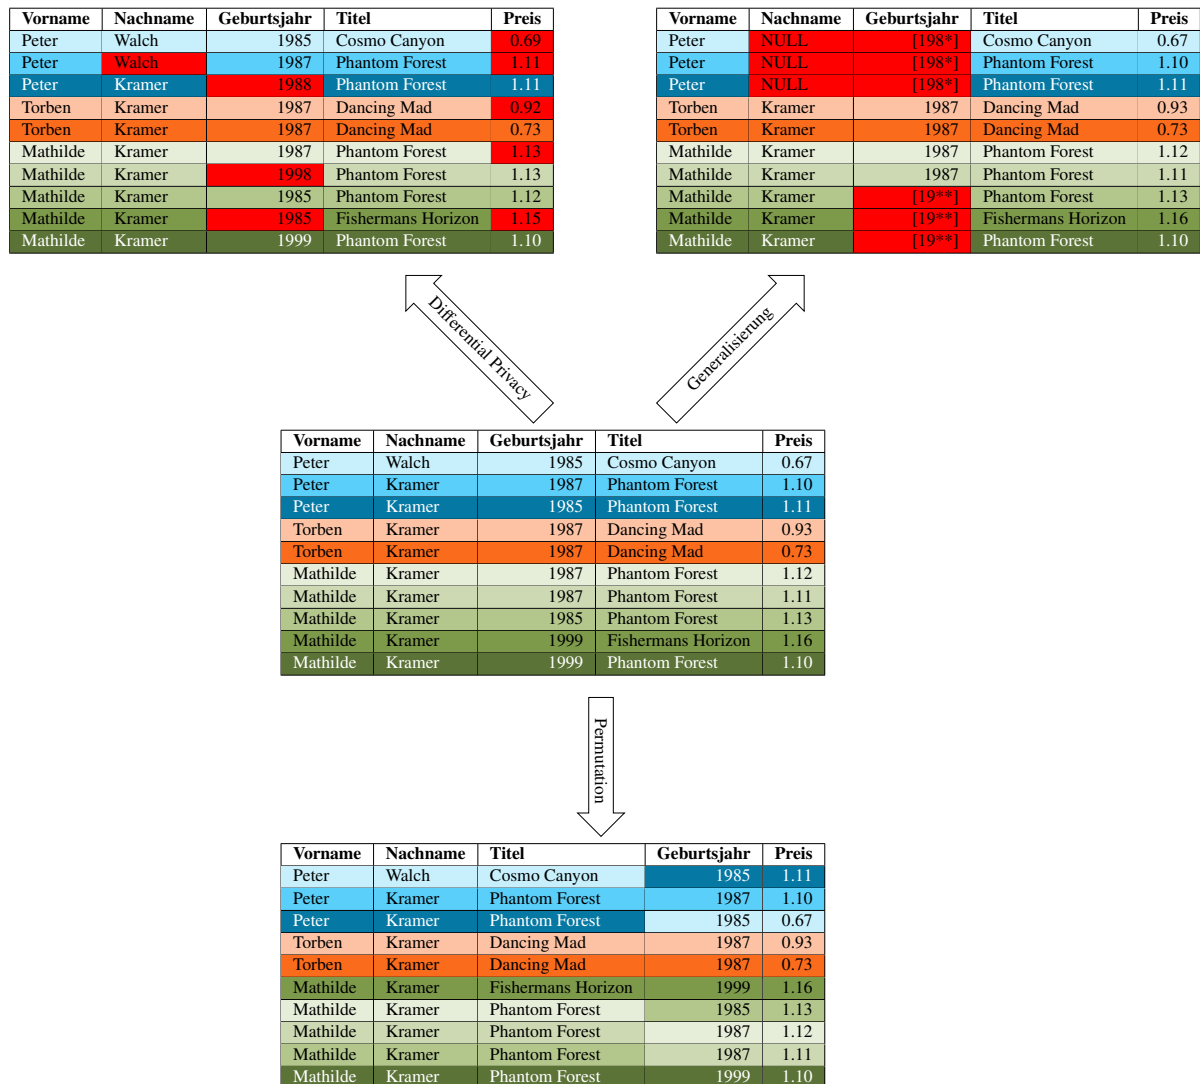 Vorname Nachname Geburtsjahr Titel Preis
Peter Walch 1985 Cosmo Canyon 0.69
Peter Walch 1987 Phantom Forest 1.11
Peter Kramer 1988 Phantom Forest 1.11
Torben Kramer 1987 Dancing Mad 0.92
Torben Kramer 1987 Dancing Mad 0.73
Mathilde Kramer 1987 Phantom Forest 1.13
Mathilde Kramer 1998 Phantom Forest 1.13
Mathilde Kramer 1985 Phantom Forest 1.12
Mathilde Kramer 1985 Fishermans Horizon 1.15
Mathilde Kramer 1999 Phantom Forest 1.10
Vorname Nachname Geburtsjahr Titel Preis
Peter NULL [198*] Cosmo Canyon 0.67
Peter NULL [198*] Phantom Forest 1.10
Peter NULL [198*] Phantom Forest 1.11
Torben Kramer 1987 Dancing Mad 0.93
Torben Kramer 1987 Dancing Mad 0.73
Mathilde Kramer 1987 Phantom Forest 1.12
Mathilde Kramer 1987 Phantom Forest 1.11
Mathilde Kramer [19**] Phantom Forest 1.13
Mathilde Kramer [19**] Fishermans Horizon 1.16
Mathilde Kramer [19**] Phantom Forest 1.10
Differential Privacy
Generalisierung
Vorname Nachname Geburtsjahr Titel Preis
Peter Walch 1985 Cosmo Canyon 0.67
Peter Kramer 1987 Phantom Forest 1.10
Peter Kramer 1985 Phantom Forest 1.11
Torben Kramer 1987 Dancing Mad 0.93
Torben Kramer 1987 Dancing Mad 0.73
Mathilde Kramer 1987 Phantom Forest 1.12
Mathilde Kramer 1987 Phantom Forest 1.11
Mathilde Kramer 1985 Phantom Forest 1.13
Mathilde Kramer 1999 Fishermans Horizon 1.16
Mathilde Kramer 1999 Phantom Forest 1.10
Permutation
Vorname Nachname Titel Geburtsjahr Preis
Peter Walch Cosmo Canyon 1985 1.11
Peter Kramer Phantom Forest 1987 1.10
Peter Kramer Phantom Forest 1985 0.67
Torben Kramer Dancing Mad 1987 0.93
Torben Kramer Dancing Mad 1987 0.73
Mathilde Kramer Fishermans Horizon 1999 1.16
Mathilde Kramer Phantom Forest 1985 1.13
Mathilde Kramer Phantom Forest 1987 1.12
Mathilde Kramer Phantom Forest 1987 1.11
Mathilde Kramer Phantom Forest 1999 1.10